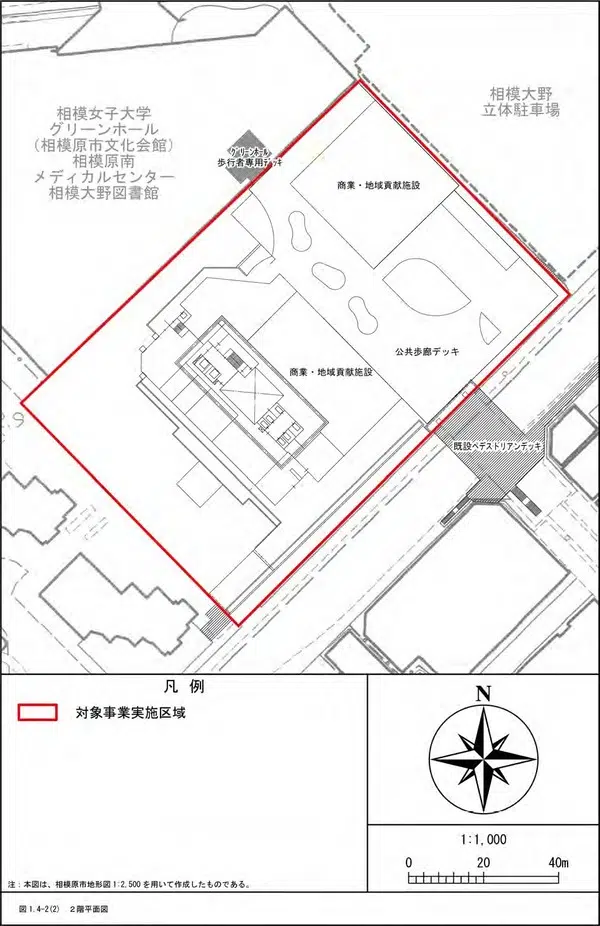 相模女子大学
グリーンホール
（相模原市文化会館）
相模原南
メディカルセンター
相模大野図書館
相模大野
立体駐車場
グリーンホール
歩行者専用デッキ
商業・地域貢献施設
公共歩廊デッキ
商業・地域貢献施設
既設ペデストリアンデッキ
凡 例
対象事業実施区域
N
1:1,000
0 20 40m
注：本図は、相模原市地形図1:2,500を用いて作成したものである。
図1.4-2(2) 2階平面図